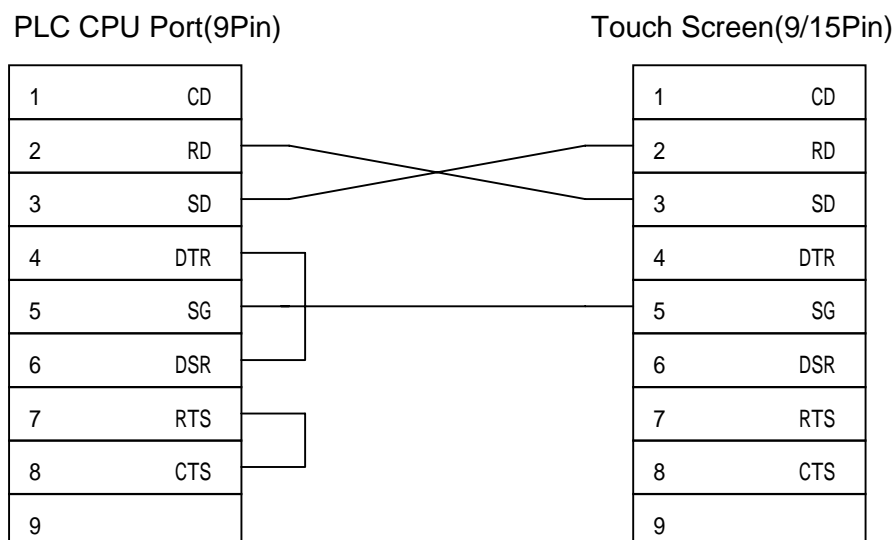 PLC CPU Port(9Pin)
Touch Screen(9/15Pin)
1 CD
2 RD
3 SD
4 DTR
5 SG
6 DSR
7 RTS
8 CTS
9
1 CD
2 RD
3 SD
4 DTR
5 SG
6 DSR
7 RTS
8 CTS
9